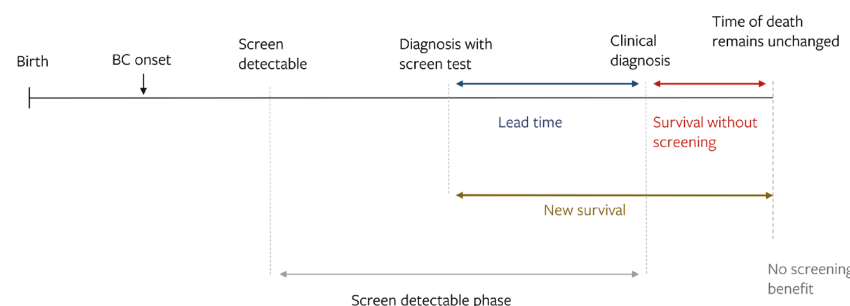 Time of death
remains unchanged
Screen
detectable
Diagnosis with
screen test
Clinical
diagnosis
Birth
BC onset
Lead time
Survival without
screening
New survival
No screening
benefit
Screen detectable phase